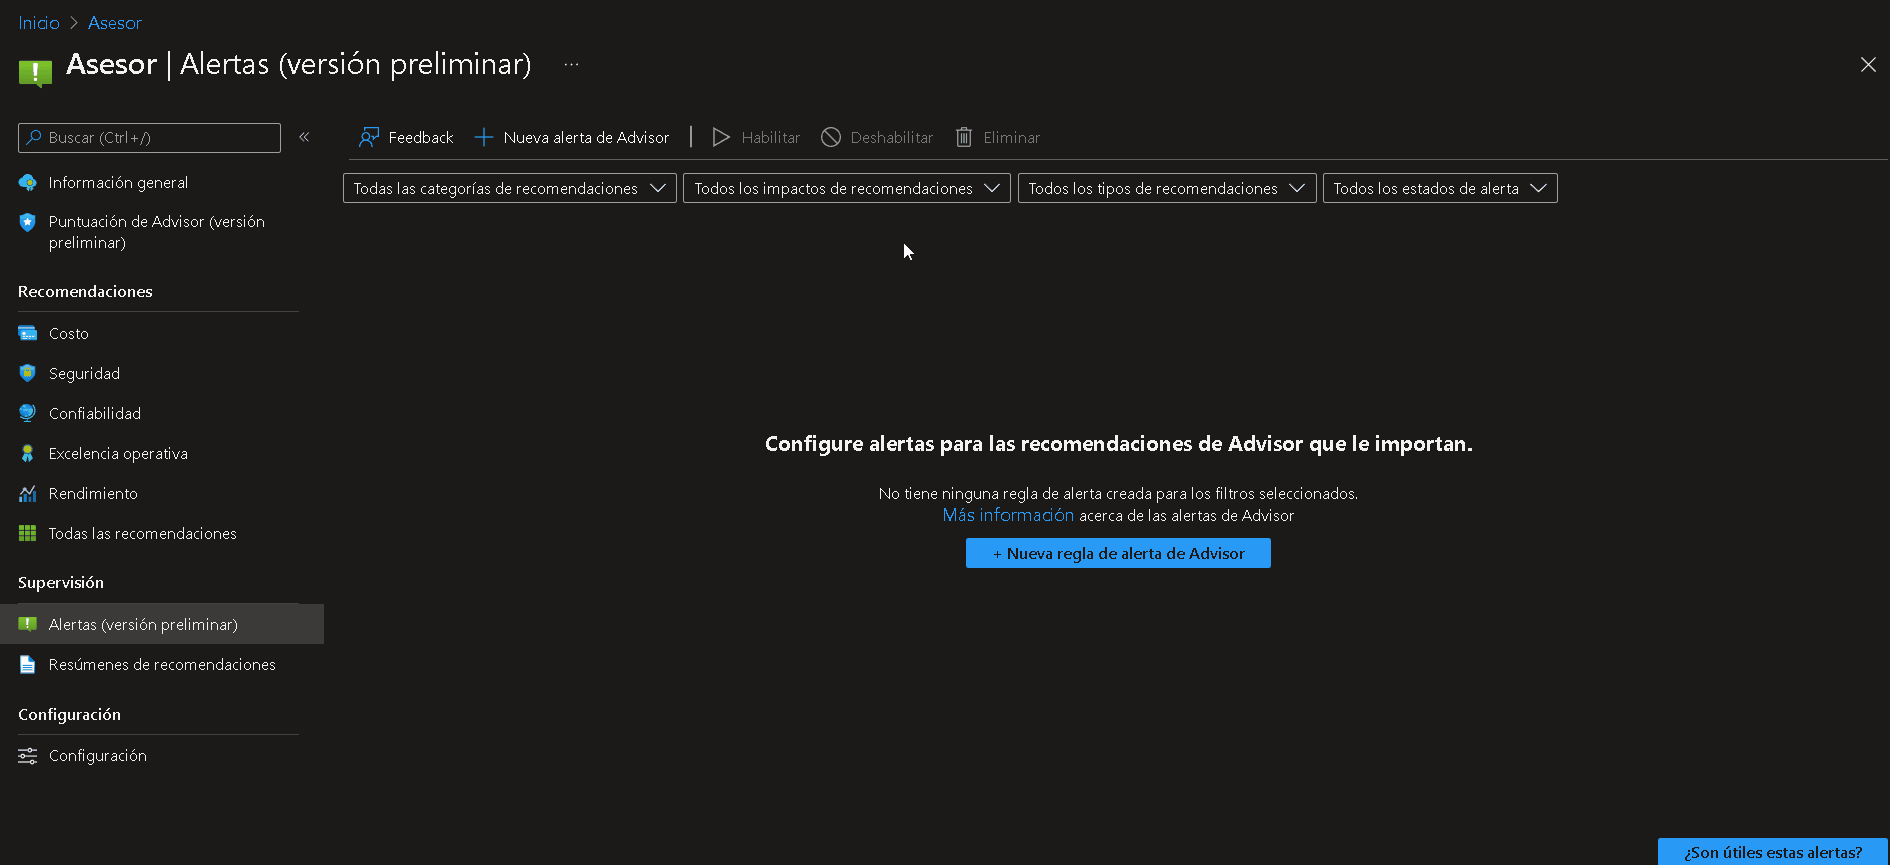 Inicio > Asesor
Asesor | Alertas (versión preliminar) ...
Buscar (Ctrl+/) «
Información general
Puntuación de Advisor (versión
preliminar)
Recomendaciones
Costo
Seguridad
Confiabilidad
Excelencia operativa
Rendimiento
Todas las recomendaciones
Supervisión
Alertas (versión preliminar)
Resúmenes de recomendaciones
Configuración
Configuración
Feedback + Nueva alerta de Advisor | Habilitar Deshabilitar Eliminar
Todas las categorías de recomendaciones Todos los impactos de recomendaciones Todos los tipos de recomendaciones Todos los estados de alerta
Configure alertas para las recomendaciones de Advisor que le importan.
No tiene ninguna regla de alerta creada para los filtros seleccionados.
Más información acerca de las alertas de Advisor
+ Nueva regla de alerta de Advisor
¿Son útiles estas alertas?